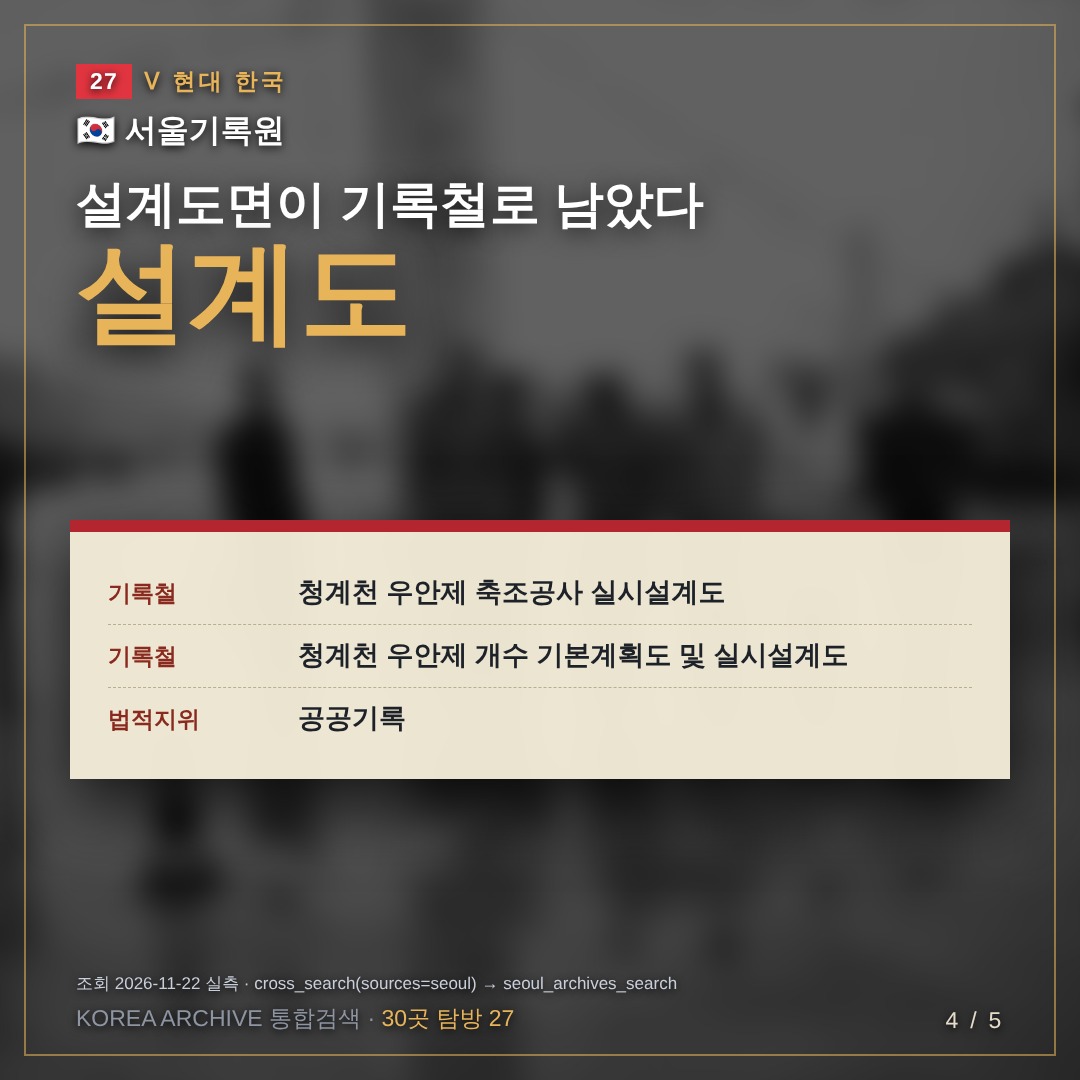 27 V 현대 한국
🇰🇷 서울기록원
설계도면이 기록철로 남았다
설계도
기록철 청계천 우안제 축조공사 실시설계도
기록철 청계천 우안제 개수 기본계획도 및 실시설계도
법적지위 공공기록
조회 2026-11-22 실측 · cross_search(sources=seoul) → seoul_archives_search
KOREA ARCHIVE 통합검색 · 30곳 탐방 27
4 / 5